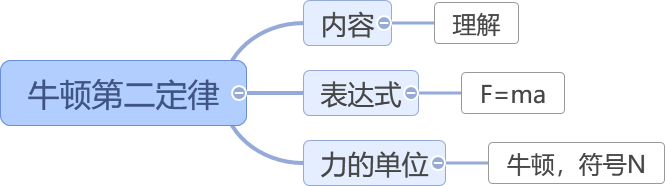 牛顿第二定律
内容
理解
表达式
F=ma
力的单位
牛顿，符号N